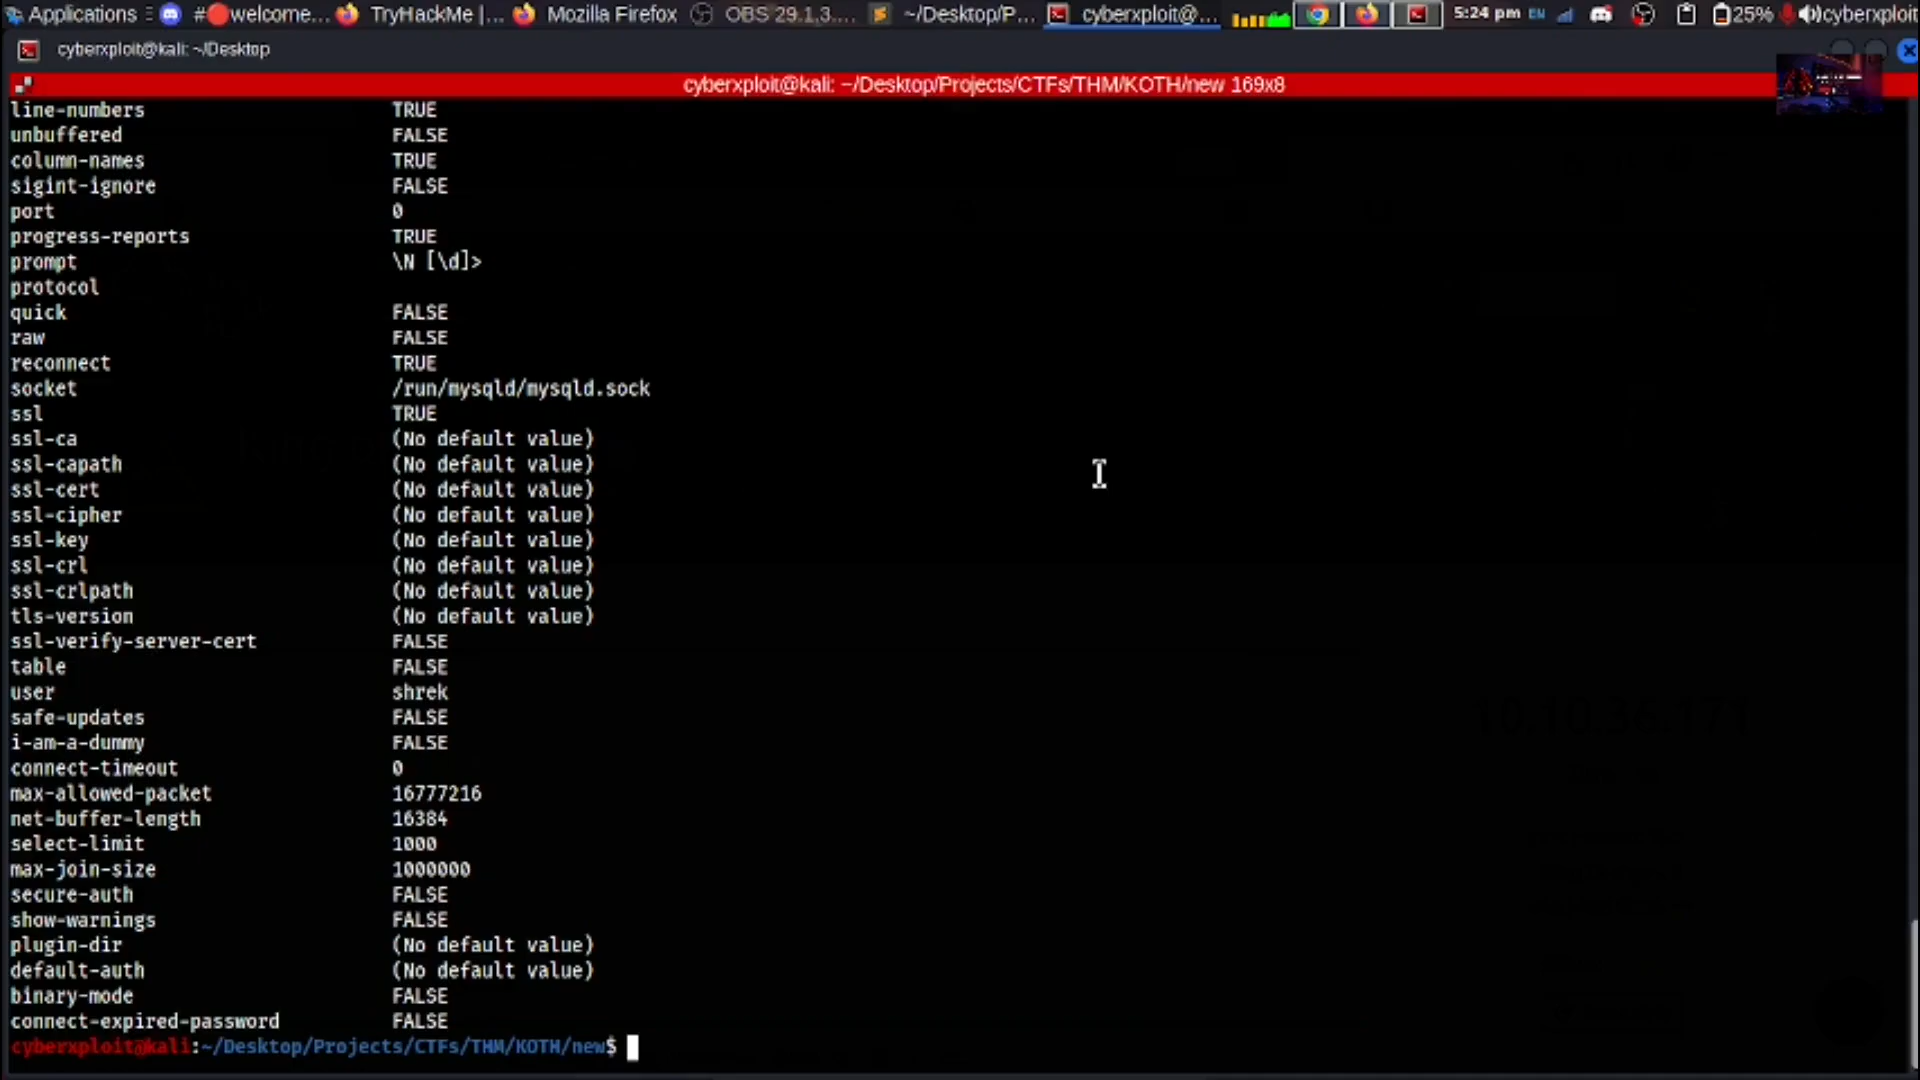 Applications
#🔴welcome...
TryHackMe |...
Mozilla Firefox
OBS 29.1.3....
~/Desktop/P...
cyberxploit@...
5:24 pm
EN
25%
cyberxploit
cyberxploit@kali: ~/Desktop
cyberxploit@kali: ~/Desktop/Projects/CTFs/THM/KOTH/new 169x8
line-numbers TRUE
unbuffered FALSE
column-names TRUE
sigint-ignore FALSE
port 0
progress-reports TRUE
prompt \N [\d]>
protocol
quick FALSE
raw FALSE
reconnect TRUE
socket /run/mysqld/mysqld.sock
ssl TRUE
ssl-ca (No default value)
ssl-capath (No default value)
ssl-cert (No default value)
ssl-cipher (No default value)
ssl-key (No default value)
ssl-crl (No default value)
ssl-crlpath (No default value)
tls-version (No default value)
ssl-verify-server-cert FALSE
table FALSE
user shrek
safe-updates FALSE
i-am-a-dummy FALSE
connect-timeout 0
max-allowed-packet 16777216
net-buffer-length 16384
select-limit 1000
max-join-size 1000000
secure-auth FALSE
show-warnings FALSE
plugin-dir (No default value)
default-auth (No default value)
binary-mode FALSE
connect-expired-password FALSE
cyberxploit@kali:~/Desktop/Projects/CTFs/THM/KOTH/new$